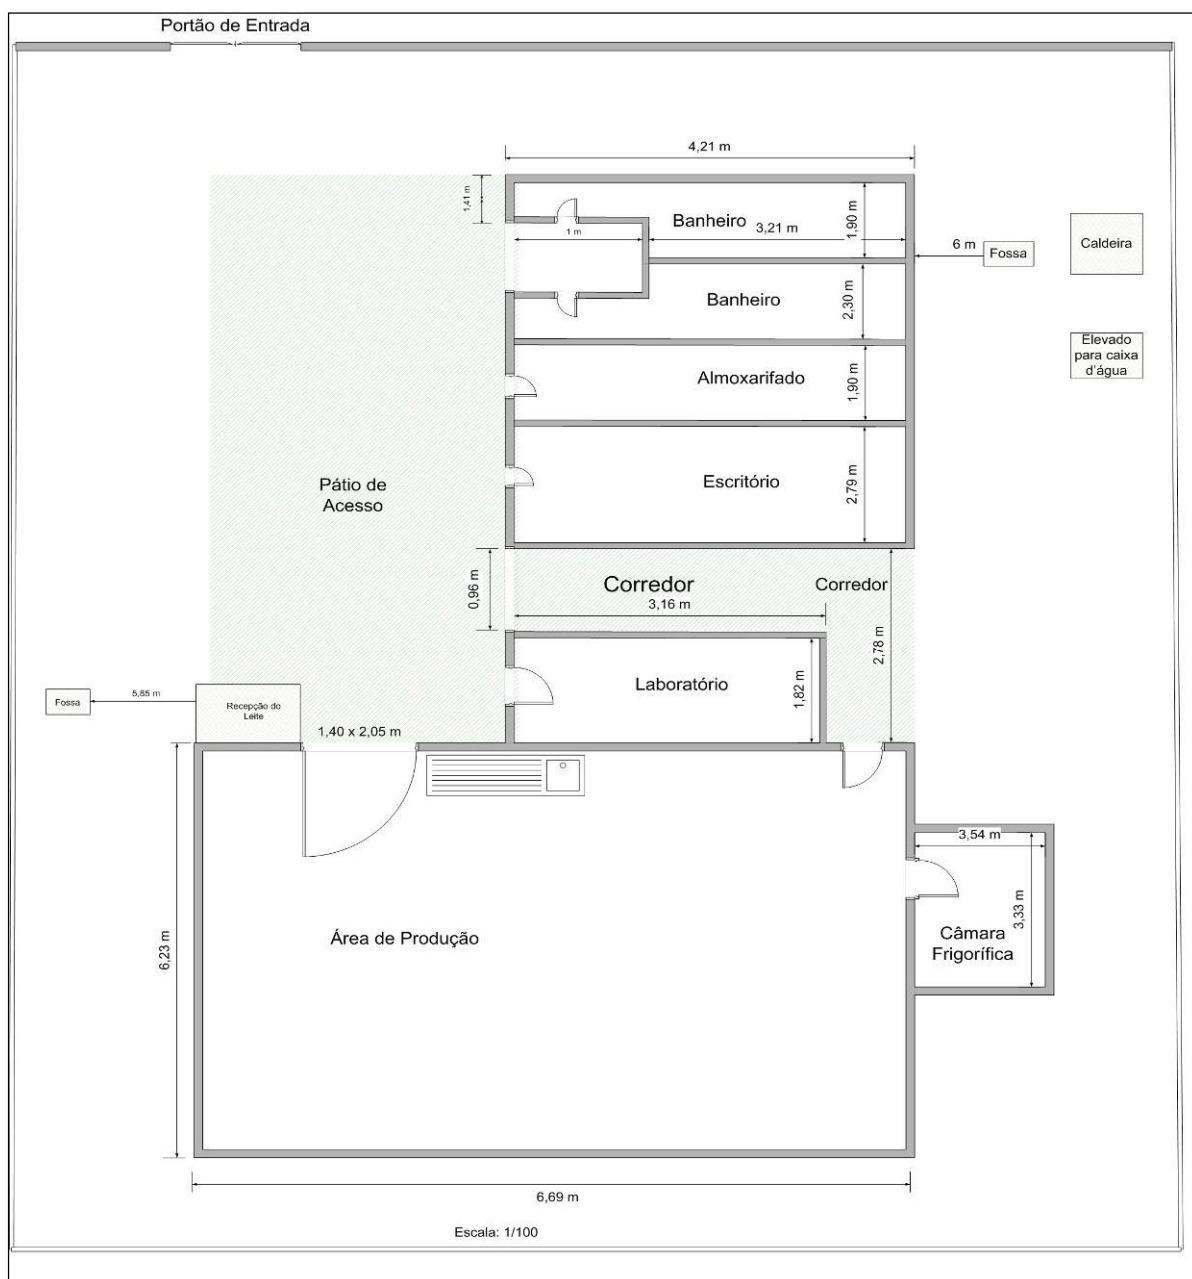 Portão de Entrada
4,21 m
1,41 m
Banheiro
1 m
3,21 m
1,90 m
6 m
Fossa
Caldeira
Banheiro
2,30 m
Elevado
para caixa
d'água
Almoxarifado
1,90 m
Escritório
2,79 m
Pátio de
Acesso
0,96 m
Corredor
3,16 m
Corredor
2,78 m
Laboratório
1,82 m
Fossa
5,85 m
Recepção do
Leite
1,40 x 2,05 m
3,54 m
3,33 m
Câmara
Frigorífica
Área de Produção
6,23 m
6,69 m
Escala: 1/100